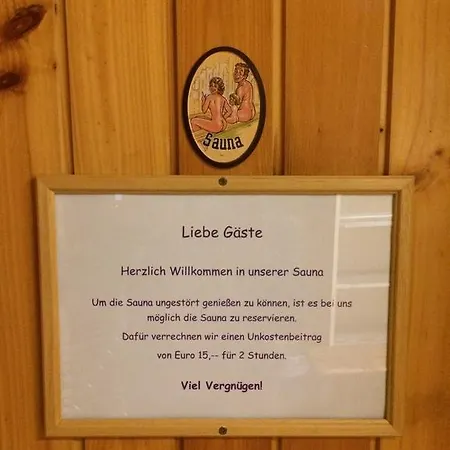 Sauna
Liebe Gäste
Herzlich Willkommen in unserer Sauna
Um die Sauna ungestört genießen zu können, ist es bei uns
möglich die Sauna zu reservieren.
Dafür verrechnen wir einen Unkostenbeitrag
von Euro 15,-- für 2 Stunden.
Viel Vergnügen!